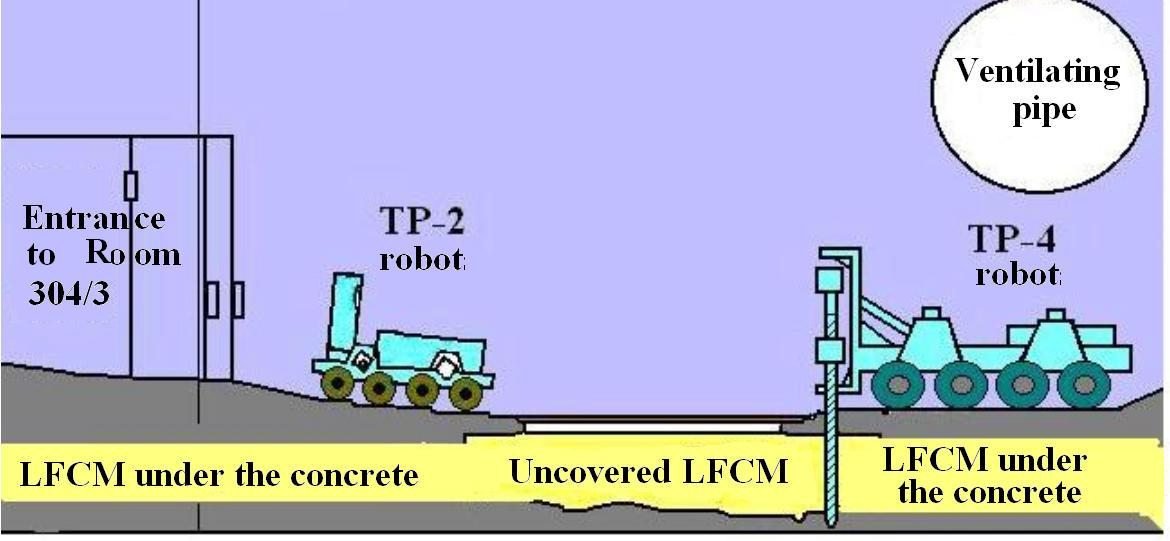 Ventilating
pipe
Entrance
to Room
304/3
TP-2
robot
TP-4
robot
LFCM under the concrete
Uncovered LFCM
LFCM under
the concrete